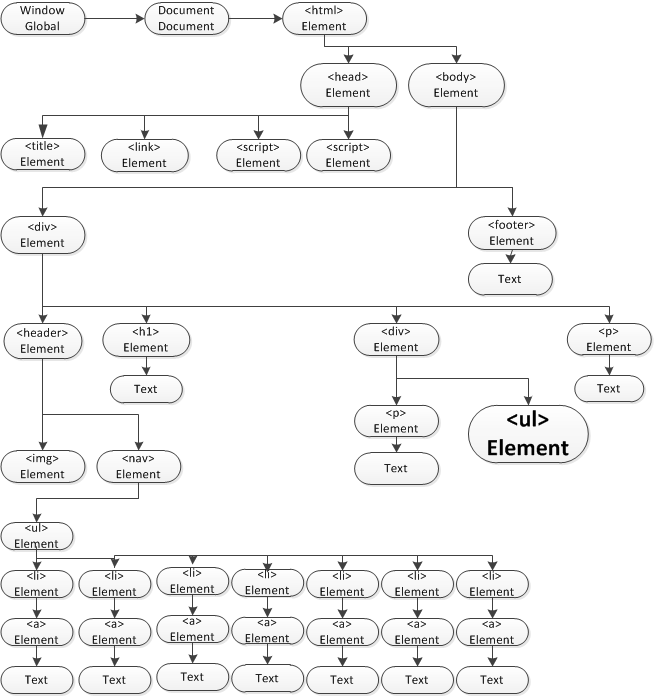 Window
Global
Document
Document
<html>
Element
<head>
Element
<body>
Element
<title>
Element
<link>
Element
<script>
Element
<script>
Element
<div>
Element
<footer>
Element
Text
<header>
Element
<h1>
Element
<div>
Element
<p>
Element
Text
Text
<p>
Element
<ul>
Element
<img>
Element
<nav>
Element
Text
<ul>
Element
<li>
Element
<li>
Element
<li>
Element
<li>
Element
<li>
Element
<li>
Element
<li>
Element
<a>
Element
<a>
Element
<a>
Element
<a>
Element
<a>
Element
<a>
Element
<a>
Element
Text
Text
Text
Text
Text
Text
Text